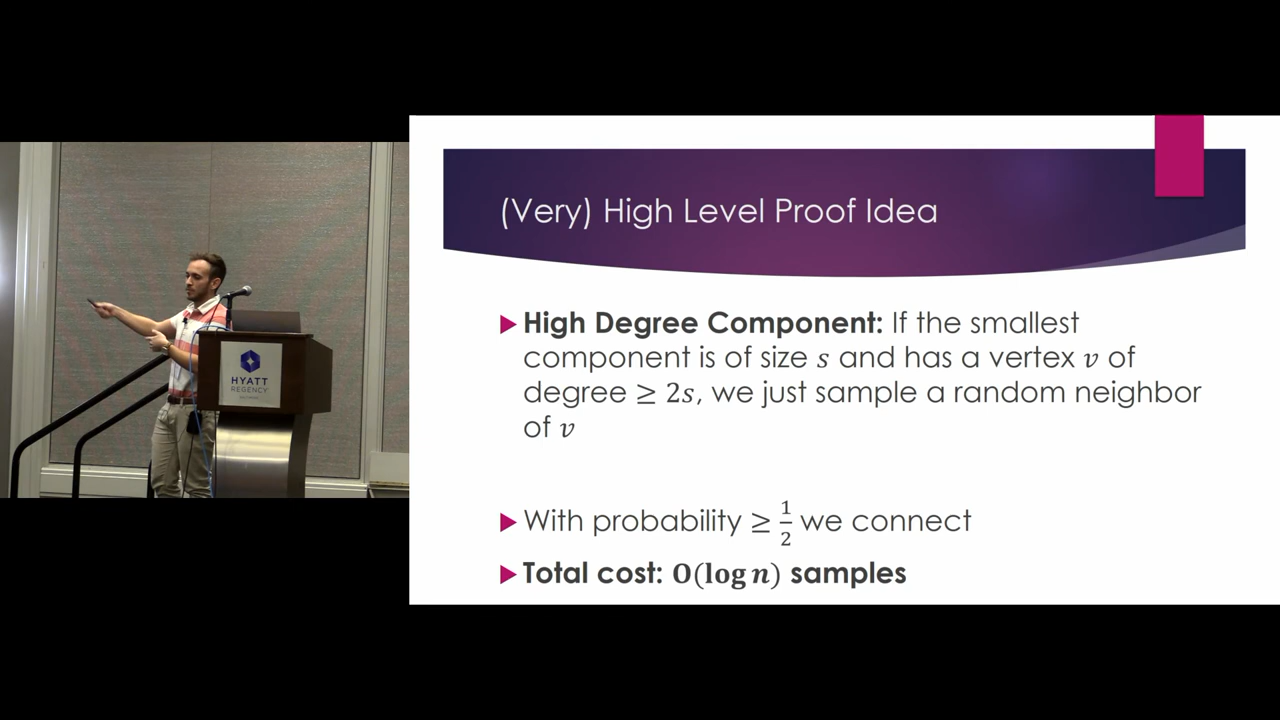 (Very) High Level Proof Idea
High Degree Component: If the smallest
component is of size s and has a vertex v of
degree ≥ 2s, we just sample a random neighbor
of v
With probability ≥ 1/2 we connect
Total cost: O(log n) samples
HYATT
REGENCY